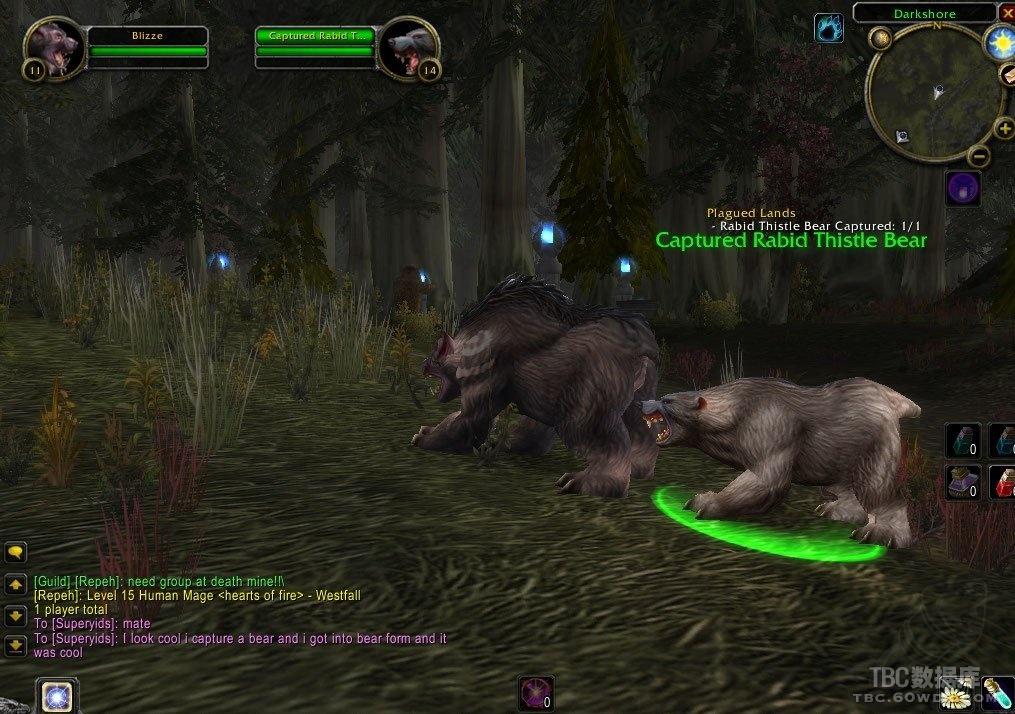 Blizze
11
Captured Rabid T...
14
Darkshore
N
Plagued Lands
- Rabid Thistle Bear Captured: 1/1
Captured Rabid Thistle Bear
0
0
[Guild] [Repeh]: need group at death mine!!\
[Repeh]: Level 15 Human Mage <hearts of fire> - Westfall
1 player total
To [Superyids]: mate
To [Superyids]: I look cool i capture a bear and i got into bear form and it
was cool
0
TBC数据库